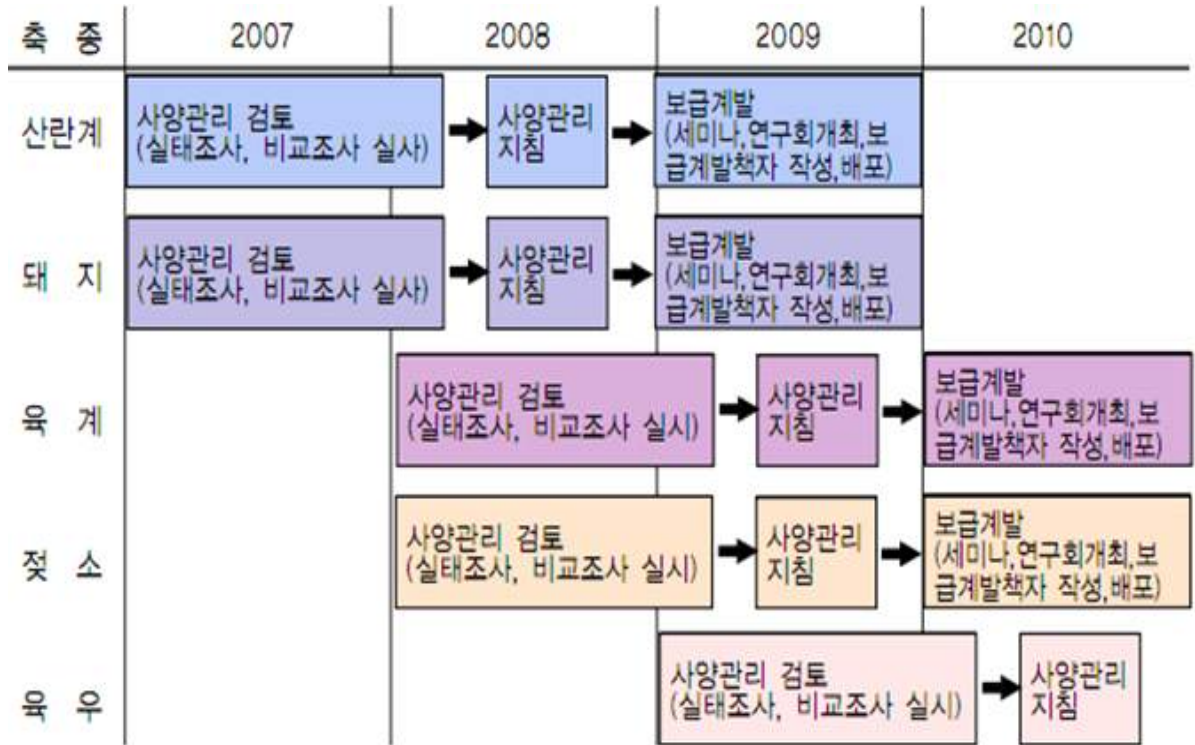 축 종 2007 2008 2009 2010
산란계
사양관리 검토
(실태조사, 비교조사 실사)
사양관리
지침
보급계발
(세미나,연구회개최,보
급계발책자 작성,배포)
돼 지
사양관리 검토
(실태조사, 비교조사 실사)
사양관리
지침
보급계발
(세미나,연구회개최,보
급계발책자 작성,배포)
육 계
사양관리 검토
(실태조사, 비교조사 실시)
사양관리
지침
보급계발
(세미나,연구회개최,보
급계발책자 작성,배포)
젖 소
사양관리 검토
(실태조사, 비교조사 실시)
사양관리
지침
보급계발
(세미나,연구회개최,보
급계발책자 작성,배포)
육 우
사양관리 검토
(실태조사, 비교조사 실시)
사양관리
지침